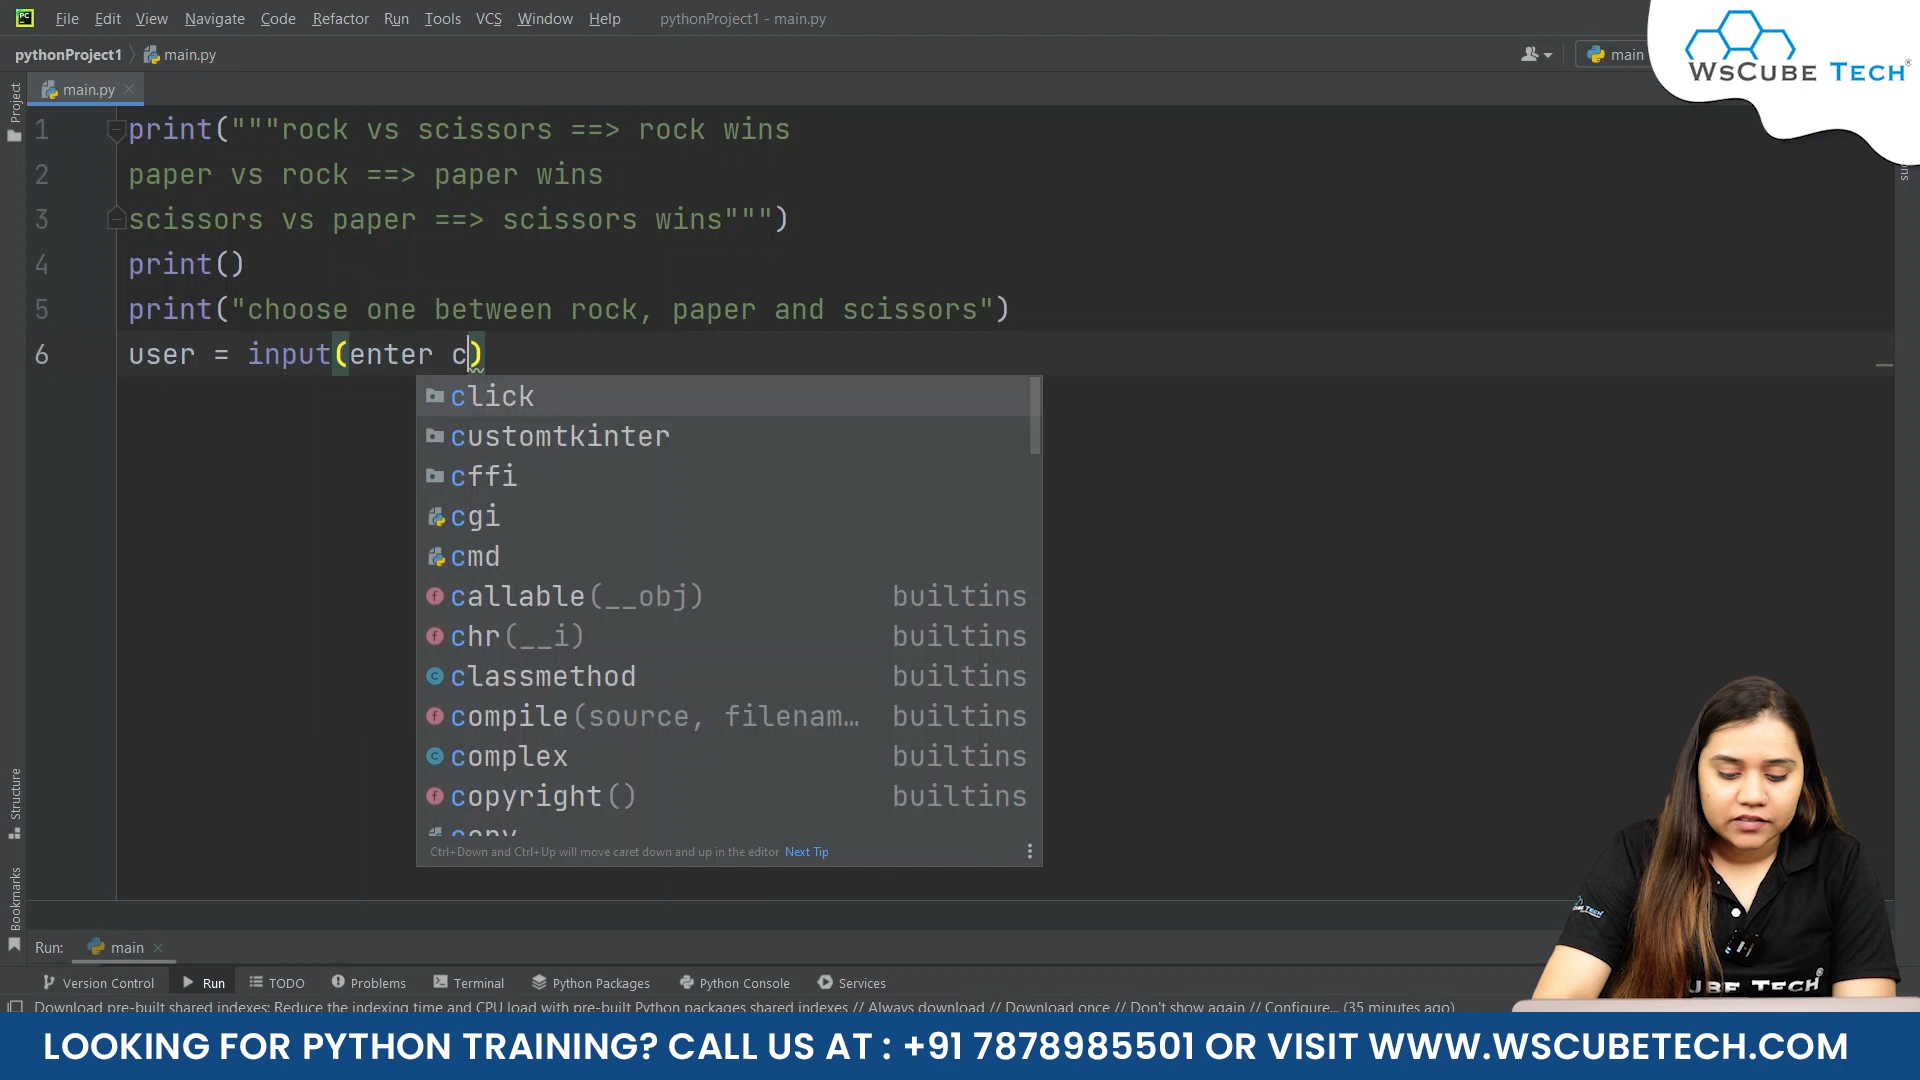 File Edit View Navigate Code Refactor Run Tools VCS Window Help pythonProject1 - main.py
pythonProject1 main.py
main
WsCube Tech
Project
main.py
1 print("""rock vs scissors ==> rock wins
2 paper vs rock ==> paper wins
3 scissors vs paper ==> scissors wins""")
4 print()
5 print("choose one between rock, paper and scissors")
6 user = input(enter c)
click
customtkinter
cffi
cgi
cmd
callable(__obj) builtins
chr(__i) builtins
classmethod builtins
compile(source, filenam… builtins
complex builtins
copyright() builtins
copy
Ctrl+Down and Ctrl+Up will move caret down and up in the editor Next Tip
Structure
Bookmarks
Run: main
Version Control Run TODO Problems Terminal Python Packages Python Console Services
Download pre-built shared indexes: Reduce the indexing time and CPU load with pre-built Python packages shared indexes // Always download // Download once // Don't show again // Configure... (35 minutes ago)
UBE TECH
LOOKING FOR PYTHON TRAINING? CALL US AT : +91 7878985501 OR VISIT WWW.WSCUBETECH.COM